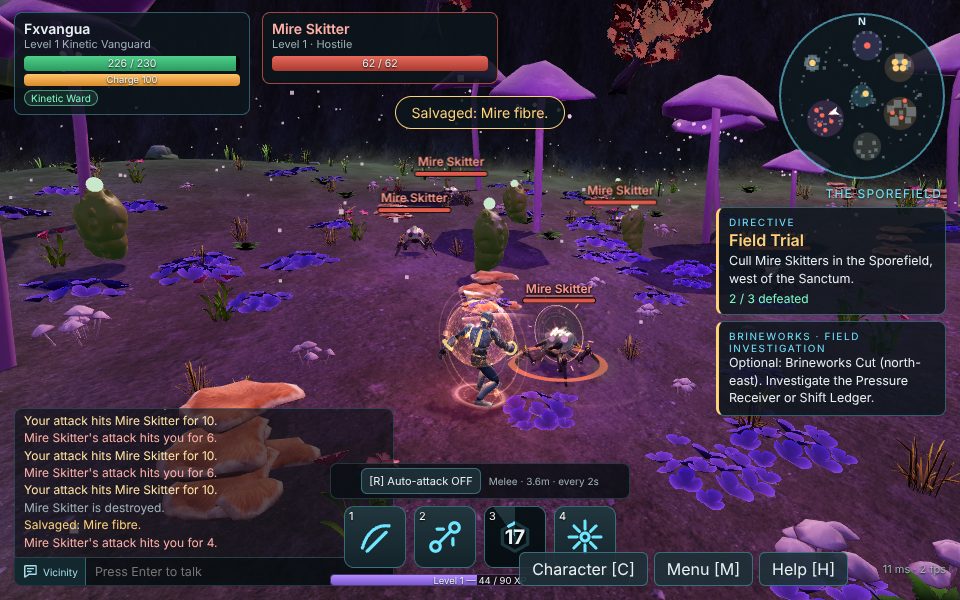 Fxvangua
Level 1 Kinetic Vanguard
226 / 230
Charge 100
Kinetic Ward
Mire Skitter
Level 1 · Hostile
62 / 62
Salvaged: Mire fibre.
N
THE SPOREFIELD
Mire Skitter
Mire Skitter
Mire Skitter
Mire Skitter
DIRECTIVE
Field Trial
Cull Mire Skitters in the Sporefield,
west of the Sanctum.
2 / 3 defeated
BRINEWORKS · FIELD
INVESTIGATION
Optional: Brineworks Cut (north-
east). Investigate the Pressure
Receiver or Shift Ledger.
Your attack hits Mire Skitter for 10.
Mire Skitter's attack hits you for 6.
Your attack hits Mire Skitter for 10.
Mire Skitter's attack hits you for 6.
Your attack hits Mire Skitter for 10.
Mire Skitter is destroyed.
Salvaged: Mire fibre.
Mire Skitter's attack hits you for 4.
Vicinity
Press Enter to talk
[R] Auto-attack OFF
Melee · 3.6m · every 2s
1
2
3
17
4
Level 1 — 44 / 90 XP
Character [C]
Menu [M]
Help [H]
11 ms · 2 fps